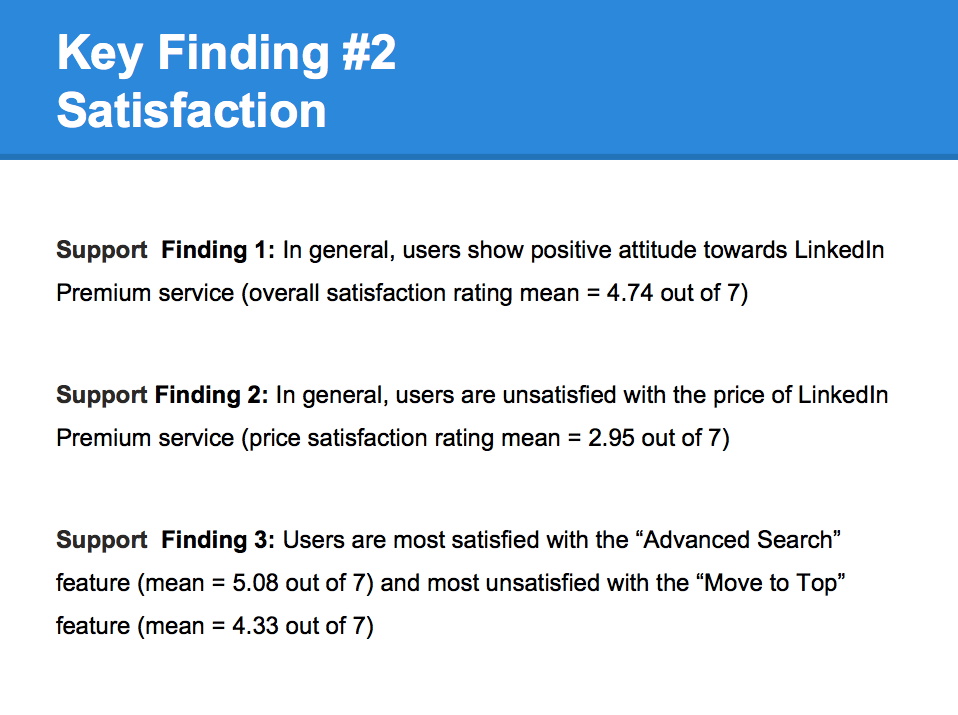 Key Finding #2
Satisfaction
Support  Finding 1: In general, users show positive attitude towards LinkedIn
Premium service (overall satisfaction rating mean = 4.74 out of 7)
Support Finding 2: In general, users are unsatisfied with the price of LinkedIn
Premium service (price satisfaction rating mean = 2.95 out of 7)
Support  Finding 3: Users are most satisfied with the “Advanced Search”
feature (mean = 5.08 out of 7) and most unsatisfied with the “Move to Top”
feature (mean = 4.33 out of 7)